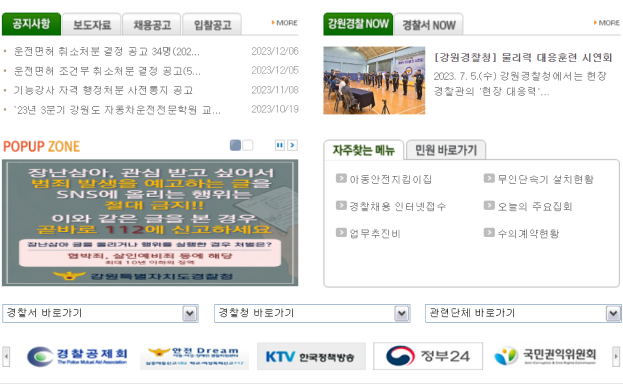 공지사항 보도자료 채용공고 입찰공고 MORE
운전면허 취소처분 결정 공고 34명(202... 2023/12/06
운전면허 조건부 취소처분 결정 공고(5... 2023/12/05
기능강사 자격 행정처분 사전통지 공고 2023/11/08
'23년 3분기 강원도 자동차운전전문학원 교... 2023/10/19
강원경찰 NOW 경찰서 NOW MORE
[강원경찰청] 물리력 대응훈련 시연회
2023. 7. 5.(수) 강원경찰청에서는 현장
경찰관의 '현장 대응력'...
POPUP ZONE
장난삼아, 관심 받고 싶어서
범죄 발생을 예고하는 글을
SNS에 올리는 행위는
절대 금지!!
이와 같은 글을 본 경우
곧바로 112에 신고하세요
장난삼아 글을 올리거나 행위를 실행한 경우 처벌은?
협박죄, 살인예비죄 등에 해당
최대 10년 이하의 징역
강원특별자치도경찰청
자주찾는 메뉴 민원 바로가기
아동안전지킴이집 무인단속기 설치현황
경찰채용 인터넷접수 오늘의 주요집회
업무추진비 수의계약현황
경찰서 바로가기 경찰청 바로가기 관련단체 바로가기
경찰공제회
The Police Mutual Aid Association
안전 Dream
KTV 한국정책방송
정부24
국민권익위원회